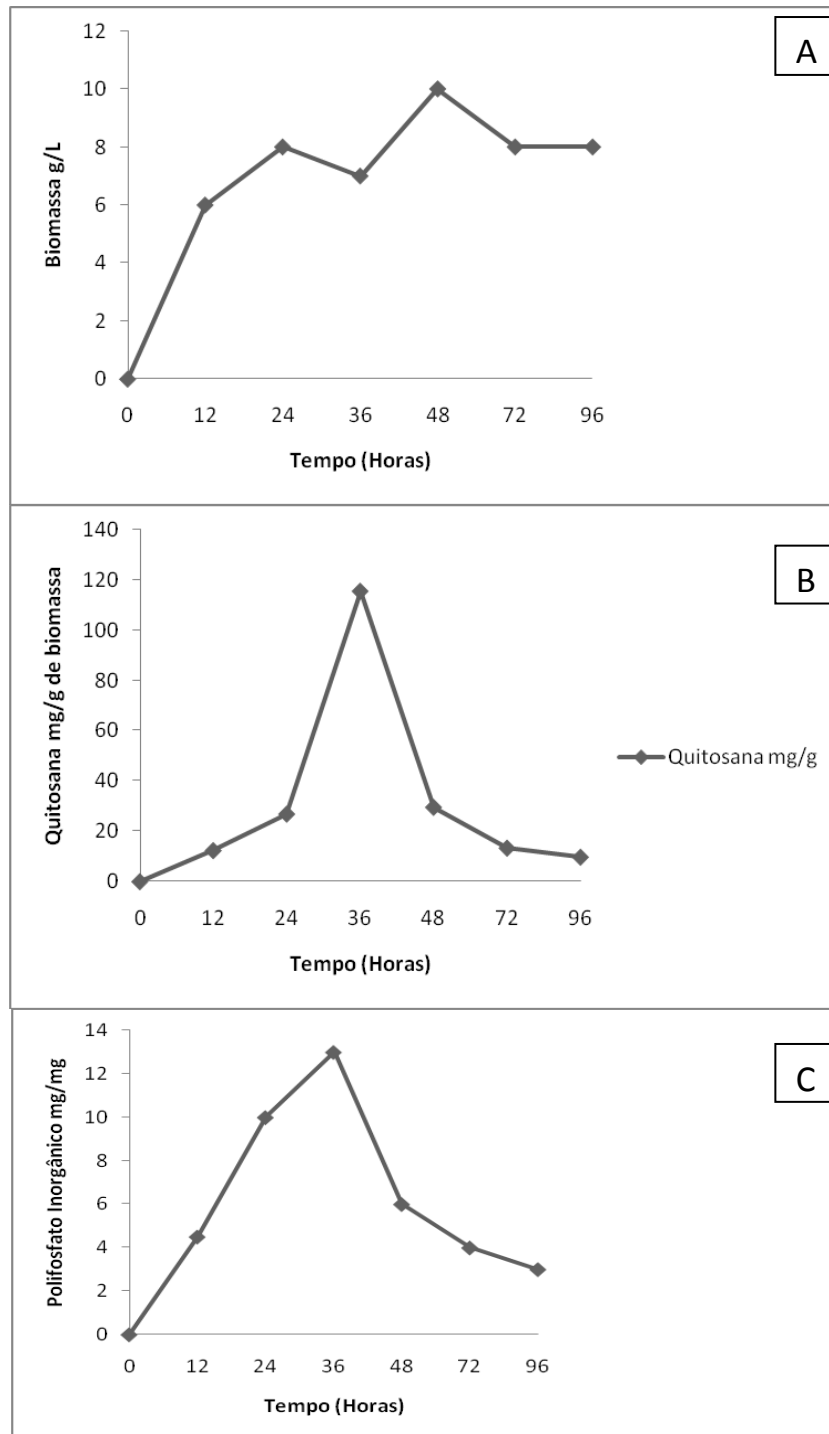 A
Biomassa g/L
12
10
8
6
4
2
0
0 12 24 36 48 72 96
Tempo (Horas)
B
Quitosana mg/g de biomassa
140
120
100
80
60
40
20
0
0 12 24 36 48 72 96
Tempo (Horas)
Quitosana mg/g
C
Polifosfato Inorgânico mg/mg
14
12
10
8
6
4
2
0
0 12 24 36 48 72 96
Tempo (Horas)